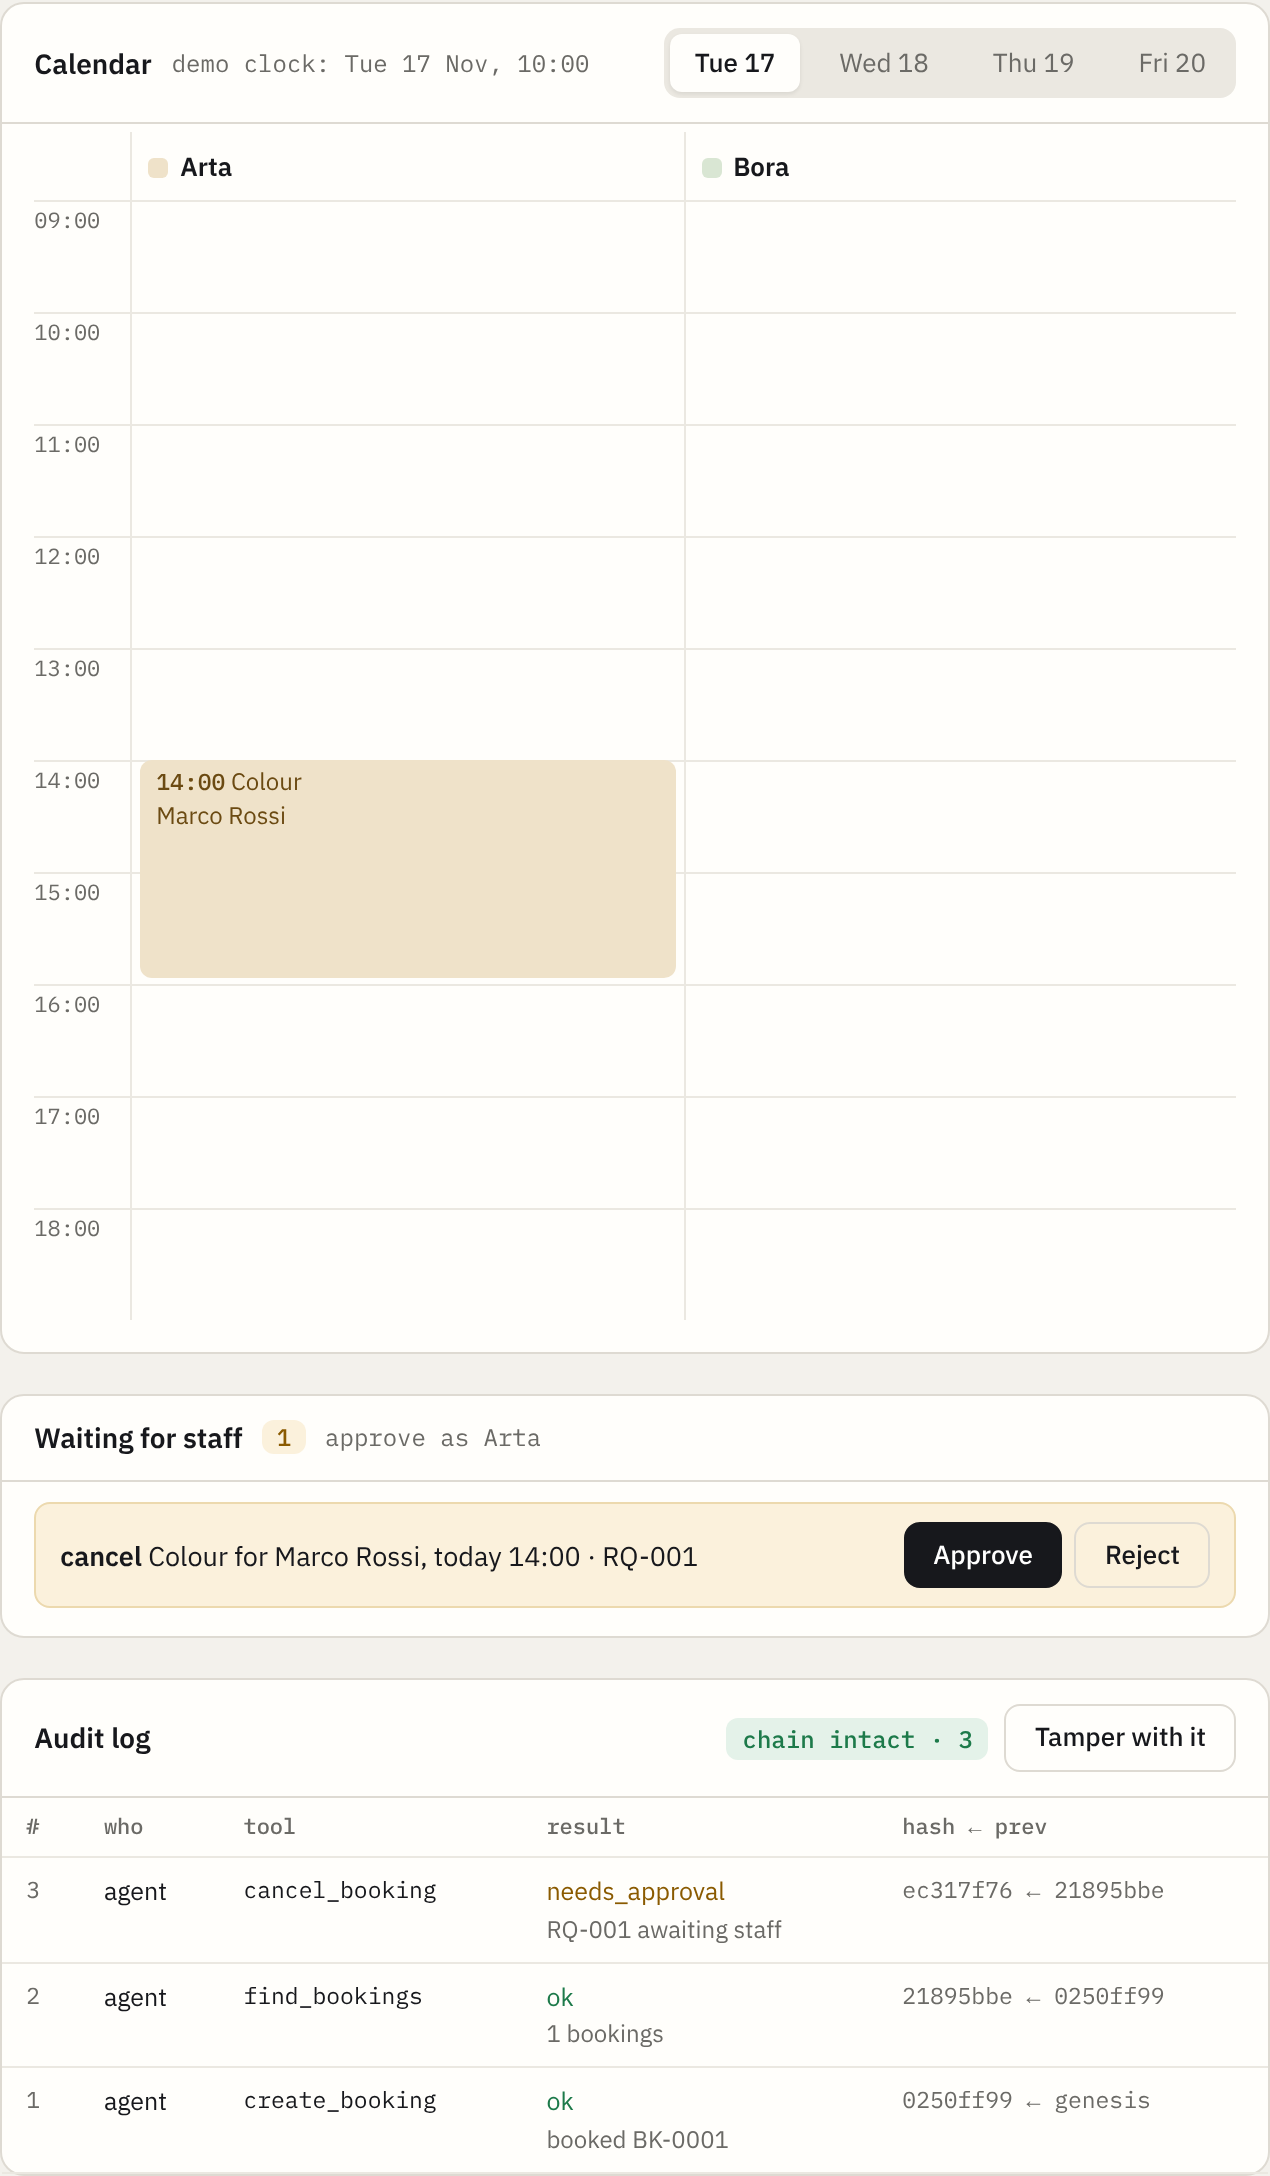 Calendar demo clock: Tue 17 Nov, 10:00 Tue 17 Wed 18 Thu 19 Fri 20
Arta Bora
09:00
10:00
11:00
12:00
13:00
14:00 14:00 Colour
Marco Rossi
15:00
16:00
17:00
18:00
Waiting for staff 1 approve as Arta
cancel Colour for Marco Rossi, today 14:00 · RQ-001 Approve Reject
Audit log chain intact · 3 Tamper with it
# who tool result hash ← prev
3 agent cancel_booking needs_approval ec317f76 ← 21895bbe
RQ-001 awaiting staff
2 agent find_bookings ok 21895bbe ← 0250ff99
1 bookings
1 agent create_booking ok 0250ff99 ← genesis
booked BK-0001